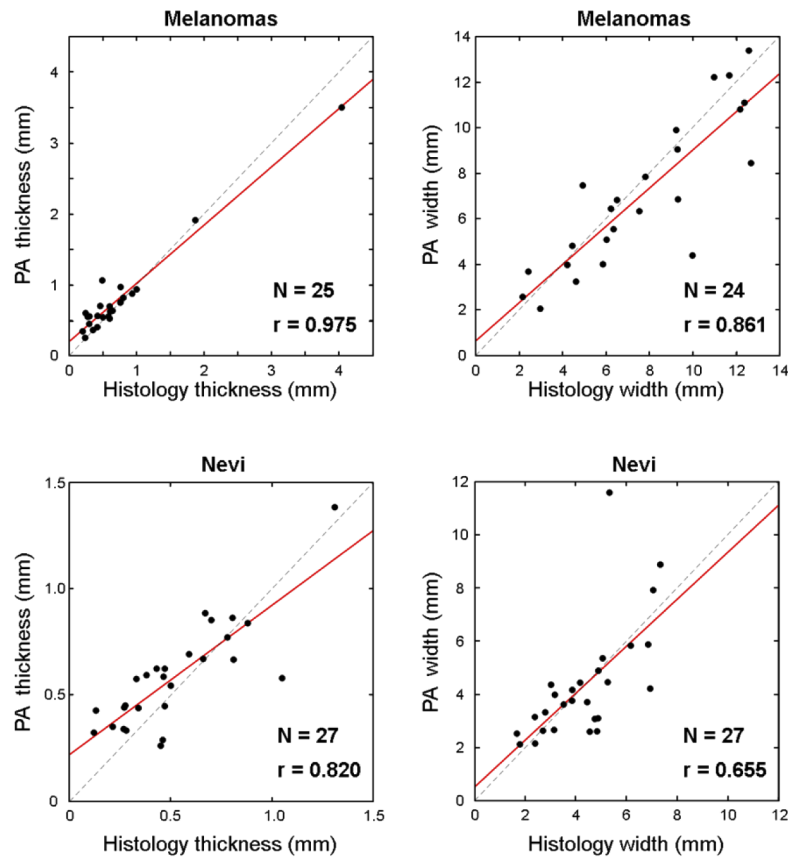 Melanomas
PA thickness (mm)
4
3
2
1
0
0
1
2
3
4
N = 25
r = 0.975
Histology thickness (mm)
Melanomas
PA width (mm)
14
12
10
8
6
4
2
0
0
2
4
6
8
10
12
14
N = 24
r = 0.861
Histology width (mm)
Nevi
PA thickness (mm)
1.5
1.0
0.5
0
0
0.5
1.0
1.5
N = 27
r = 0.820
Histology thickness (mm)
Nevi
PA width (mm)
12
10
8
6
4
2
0
0
2
4
6
8
10
12
N = 27
r = 0.655
Histology width (mm)